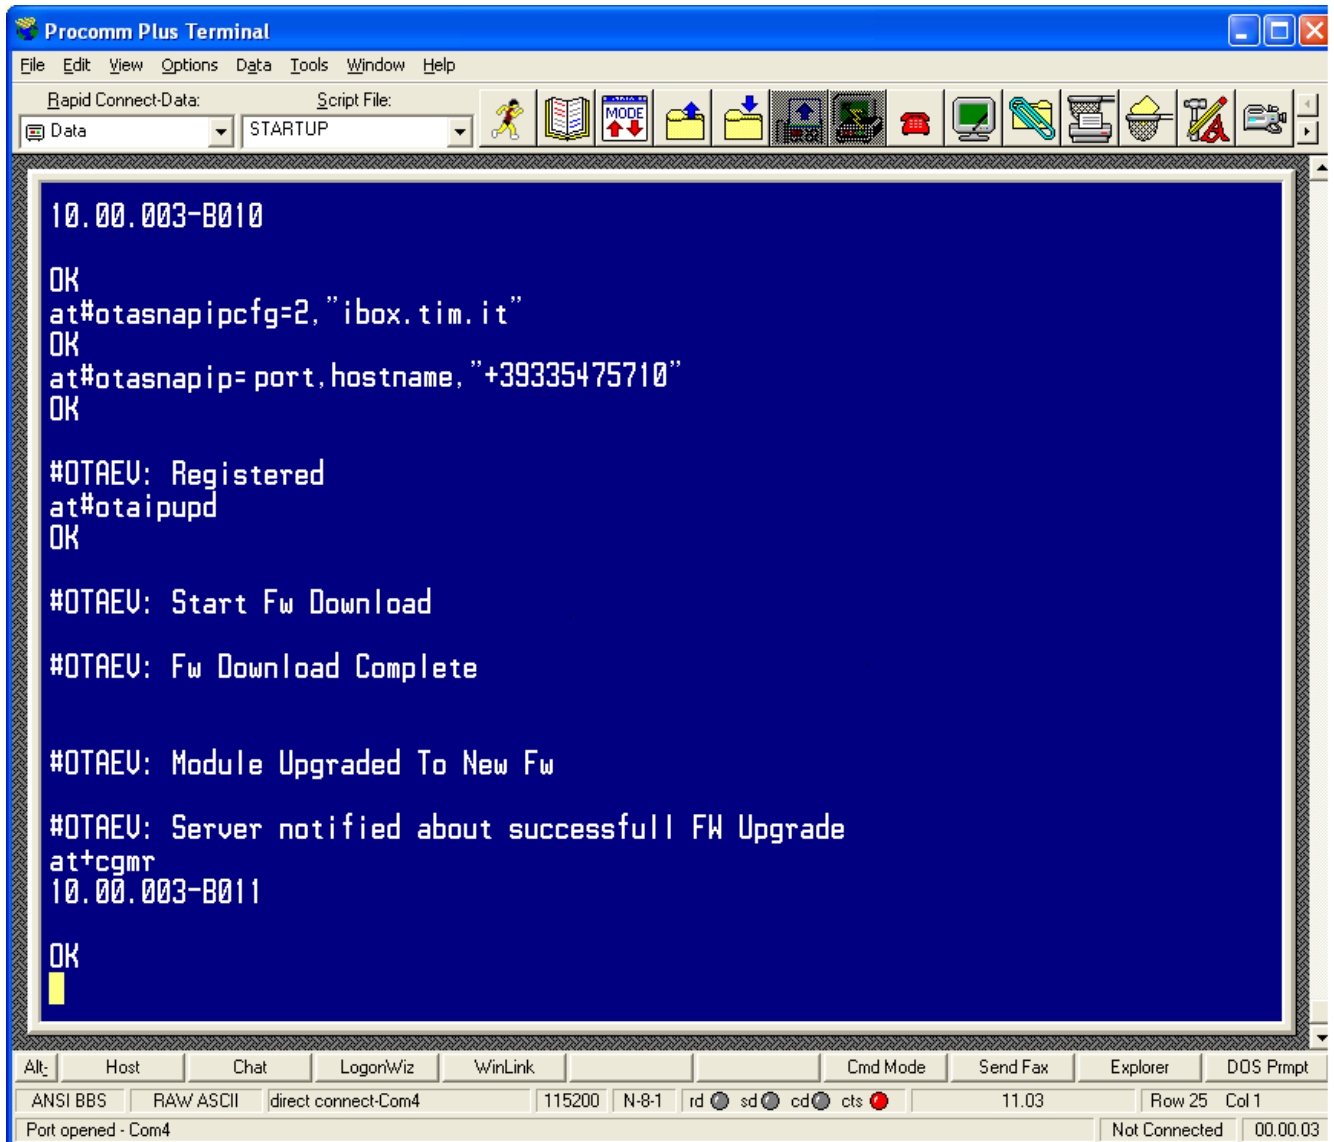 Procomm Plus Terminal
File Edit View Options Data Tools Window Help
Rapid Connect-Data: Script File:
Data STARTUP MODE
10.00.003-B010
OK
at#otasnapipcfg=2,"ibox.tim.it"
OK
at#otasnapip= port,hostname,"+39335475710"
OK
#OTAEV: Registered
at#otaipupd
OK
#OTAEV: Start Fw Download
#OTAEV: Fw Download Complete
#OTAEV: Module Upgraded To New Fw
#OTAEV: Server notified about successfull FW Upgrade
at+cgmr
10.00.003-B011
OK
Alt- Host Chat LogonWiz WinLink Cmd Mode Send Fax Explorer DOS Prmpt
ANSI BBS RAW ASCII direct connect-Com4 115200 N-8-1 rd sd cd cts 11.03 Row 25 Col 1
Port opened - Com4 Not Connected 00.00.03